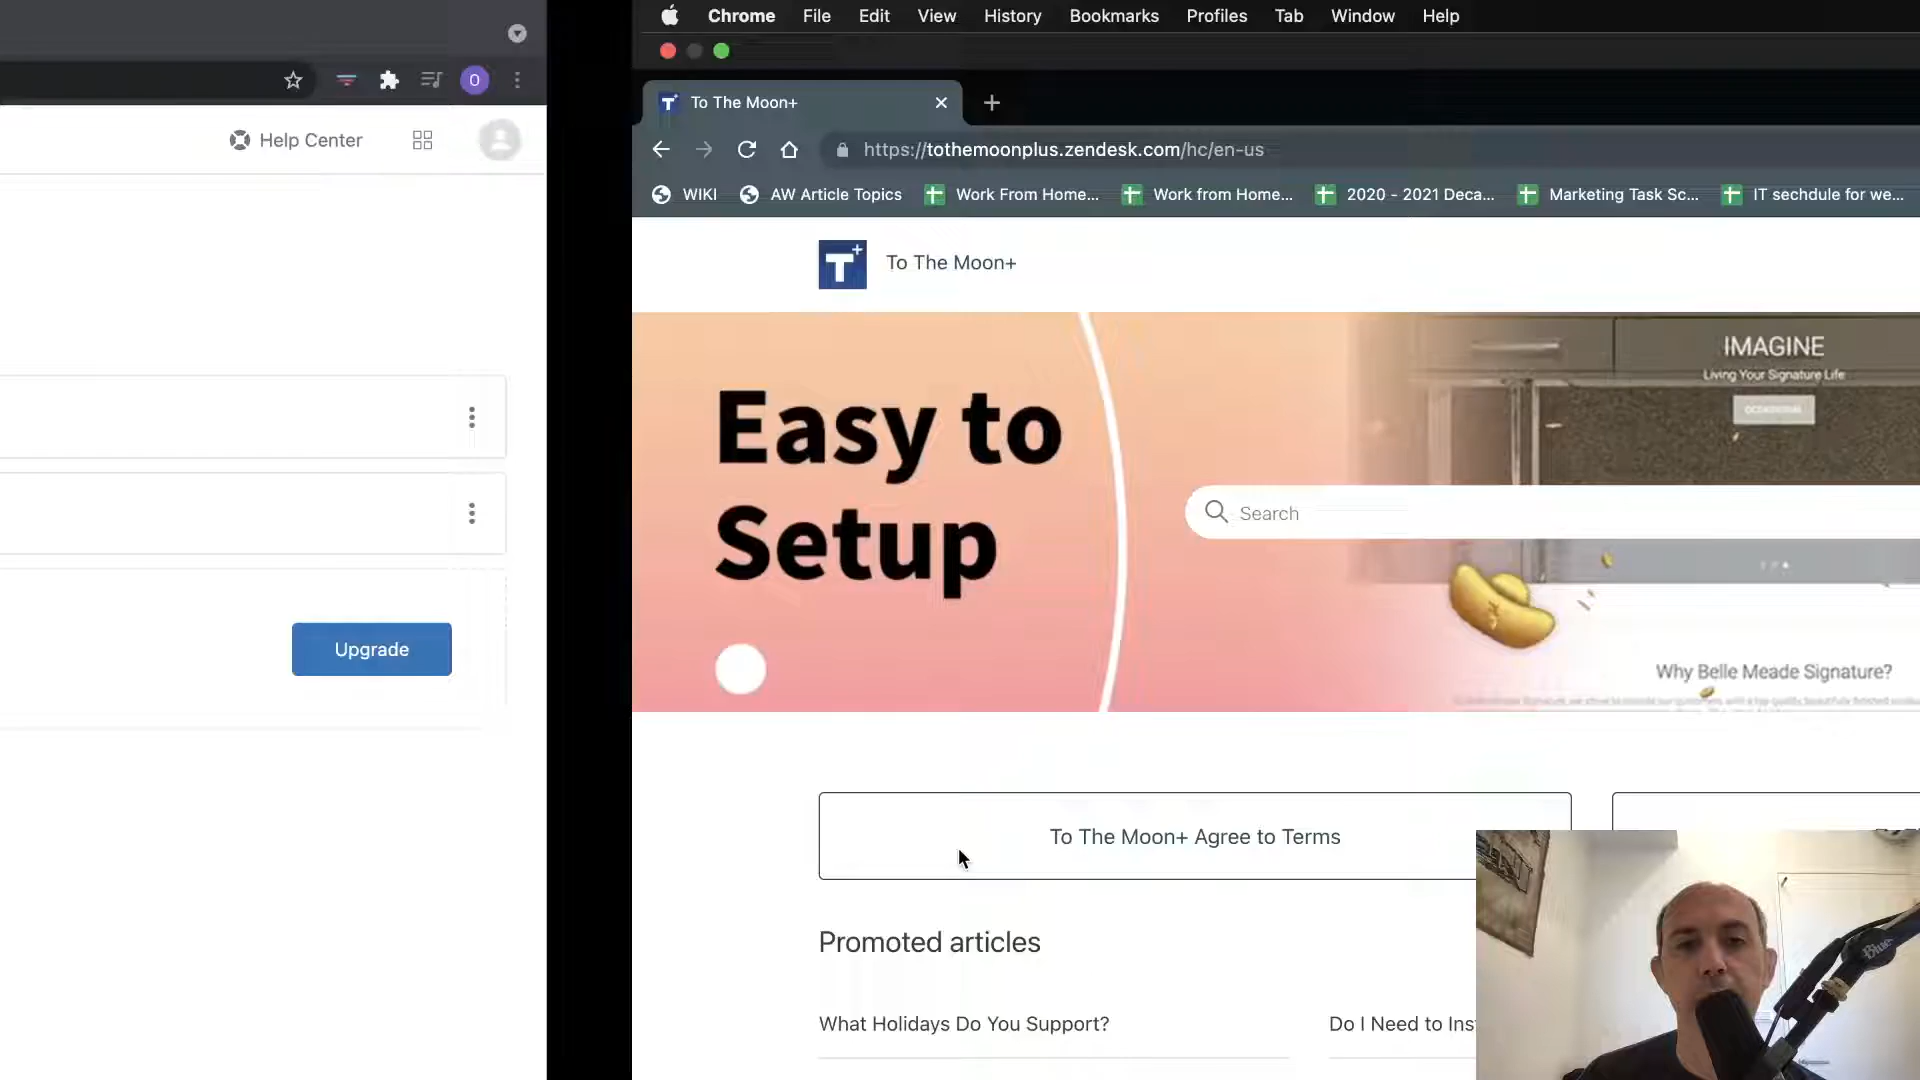 Chrome File Edit View History Bookmarks Profiles Tab Window Help
O
Help Center
Upgrade
To The Moon+
https://tothemoonplus.zendesk.com/hc/en-us
WIKI AW Article Topics Work From Home... Work from Home... 2020 - 2021 Deca... Marketing Task Sc... IT sechdule for we...
T+
To The Moon+
Easy to
Setup
IMAGINE
Living Your Signature Life
Search
Why Belle Meade Signature?
To The Moon+ Agree to Terms
Promoted articles
What Holidays Do You Support?
Do I Need to Ins
Blue